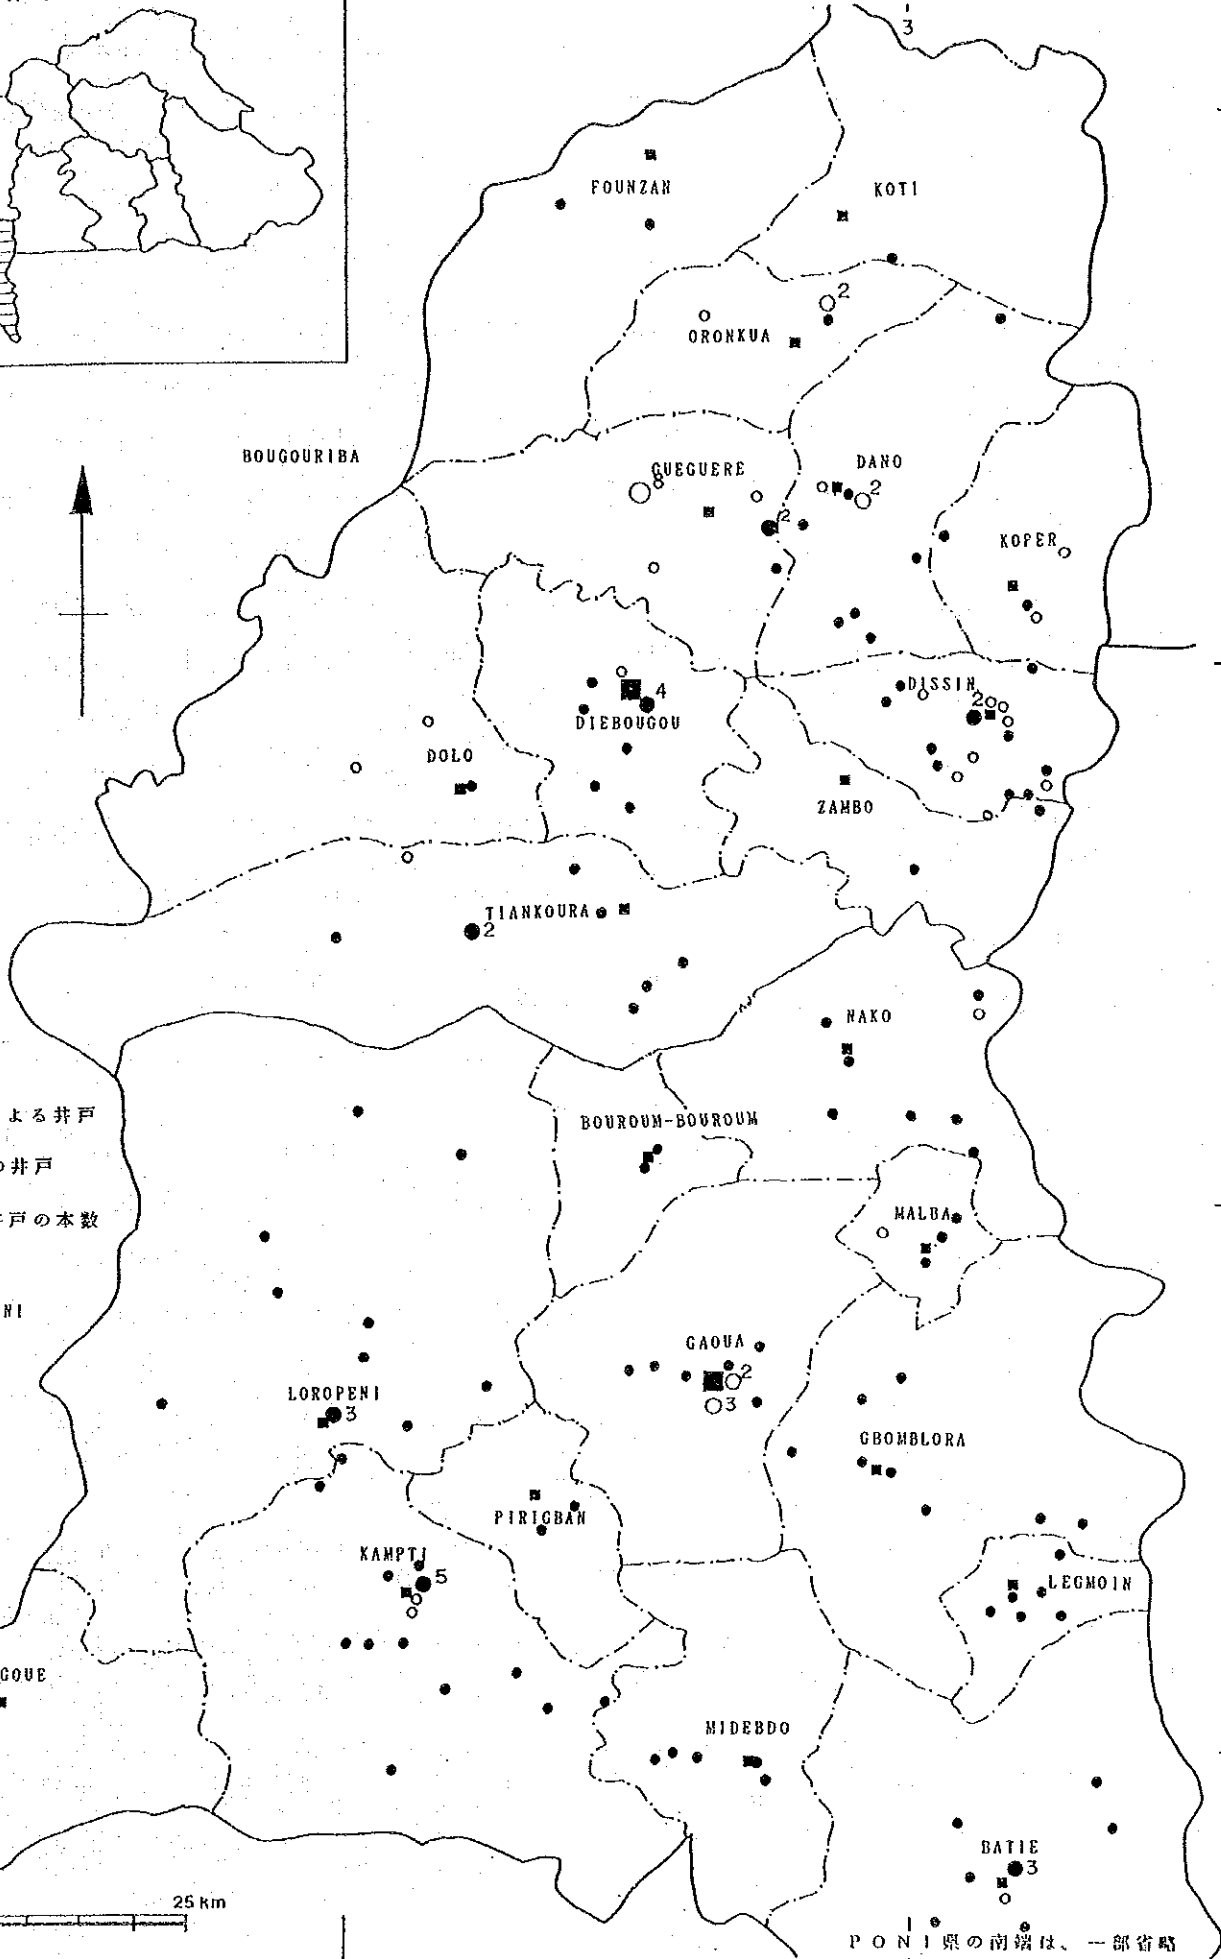 3
FOUNZAN
KOTI
2
ORONKUA
BOUGOURIBA
GUEGUERE
8
DANO
2
2
KOPER
DISSIN
2
4
DIEBOUGOU
DOLO
ZAMBO
TIANKOURA
2
NAKO
よる井戸
BOUROUM-BOUROUM
の井戸
井戸の本数
MALBA
NI
GAOUA
2
3
LOROPENI
3
GBOMBLORA
PIRIGBAN
KAMPTI
5
LEGMOIN
GOUE
MIDEBDO
BATIE
3
25 km
PONI県の南端は、一部省略